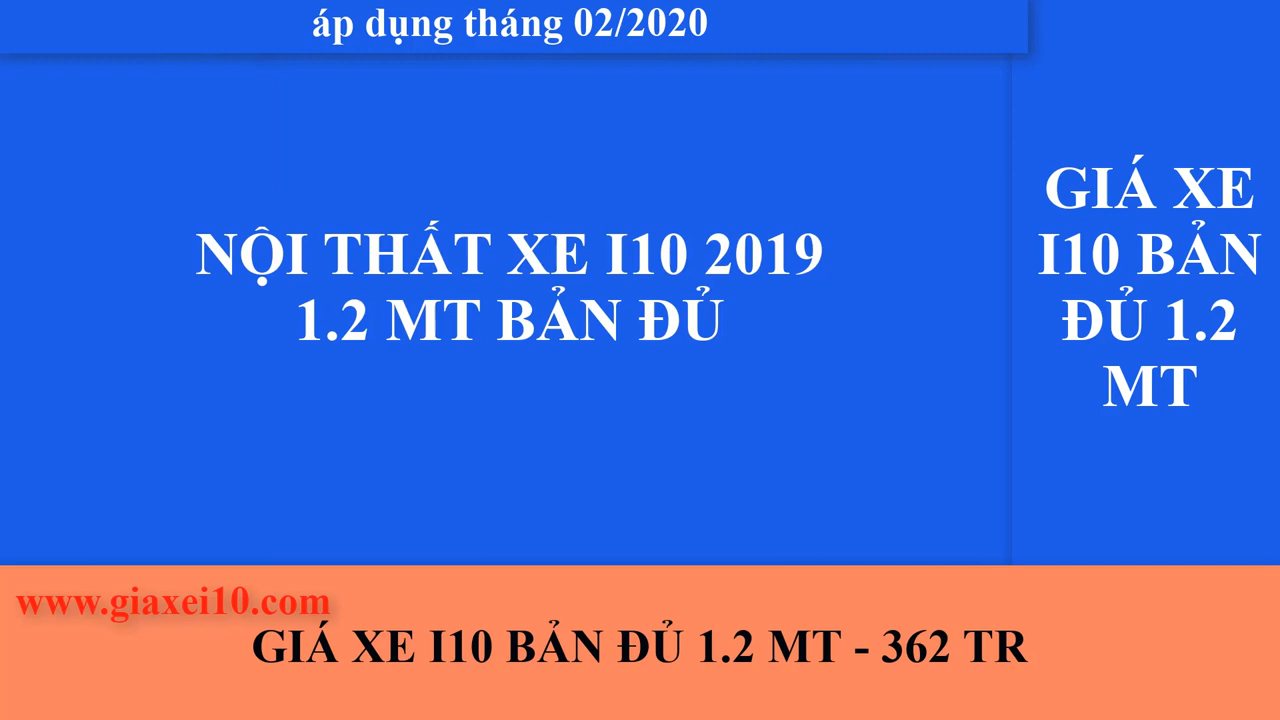 áp dụng tháng 02/2020
NỘI THẤT XE I10 2019
1.2 MT BẢN ĐỦ
GIÁ XE
I10 BẢN
ĐỦ 1.2
MT
www.giaxei10.com
GIÁ XE I10 BẢN ĐỦ 1.2 MT - 362 TR